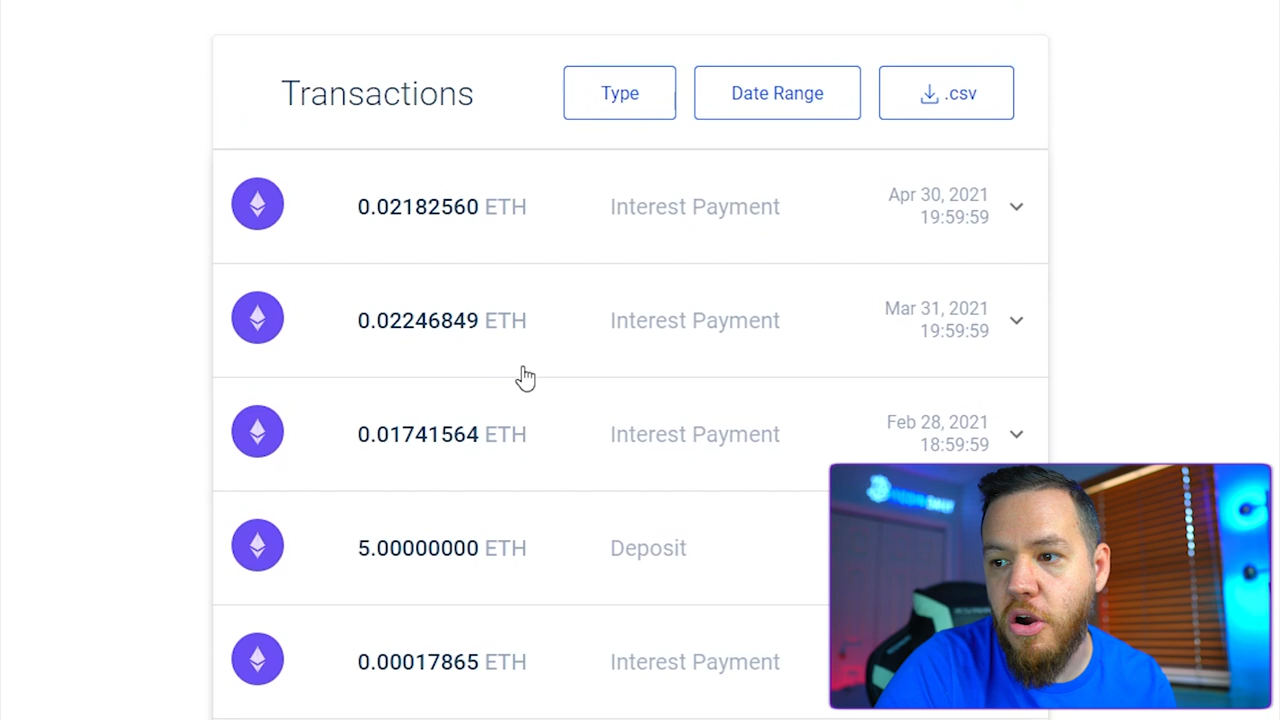 Transactions
Type
Date Range
.csv
0.02182560 ETH
Interest Payment
Apr 30, 2021
19:59:59
0.02246849 ETH
Interest Payment
Mar 31, 2021
19:59:59
0.01741564 ETH
Interest Payment
Feb 28, 2021
18:59:59
5.00000000 ETH
Deposit
0.00017865 ETH
Interest Payment